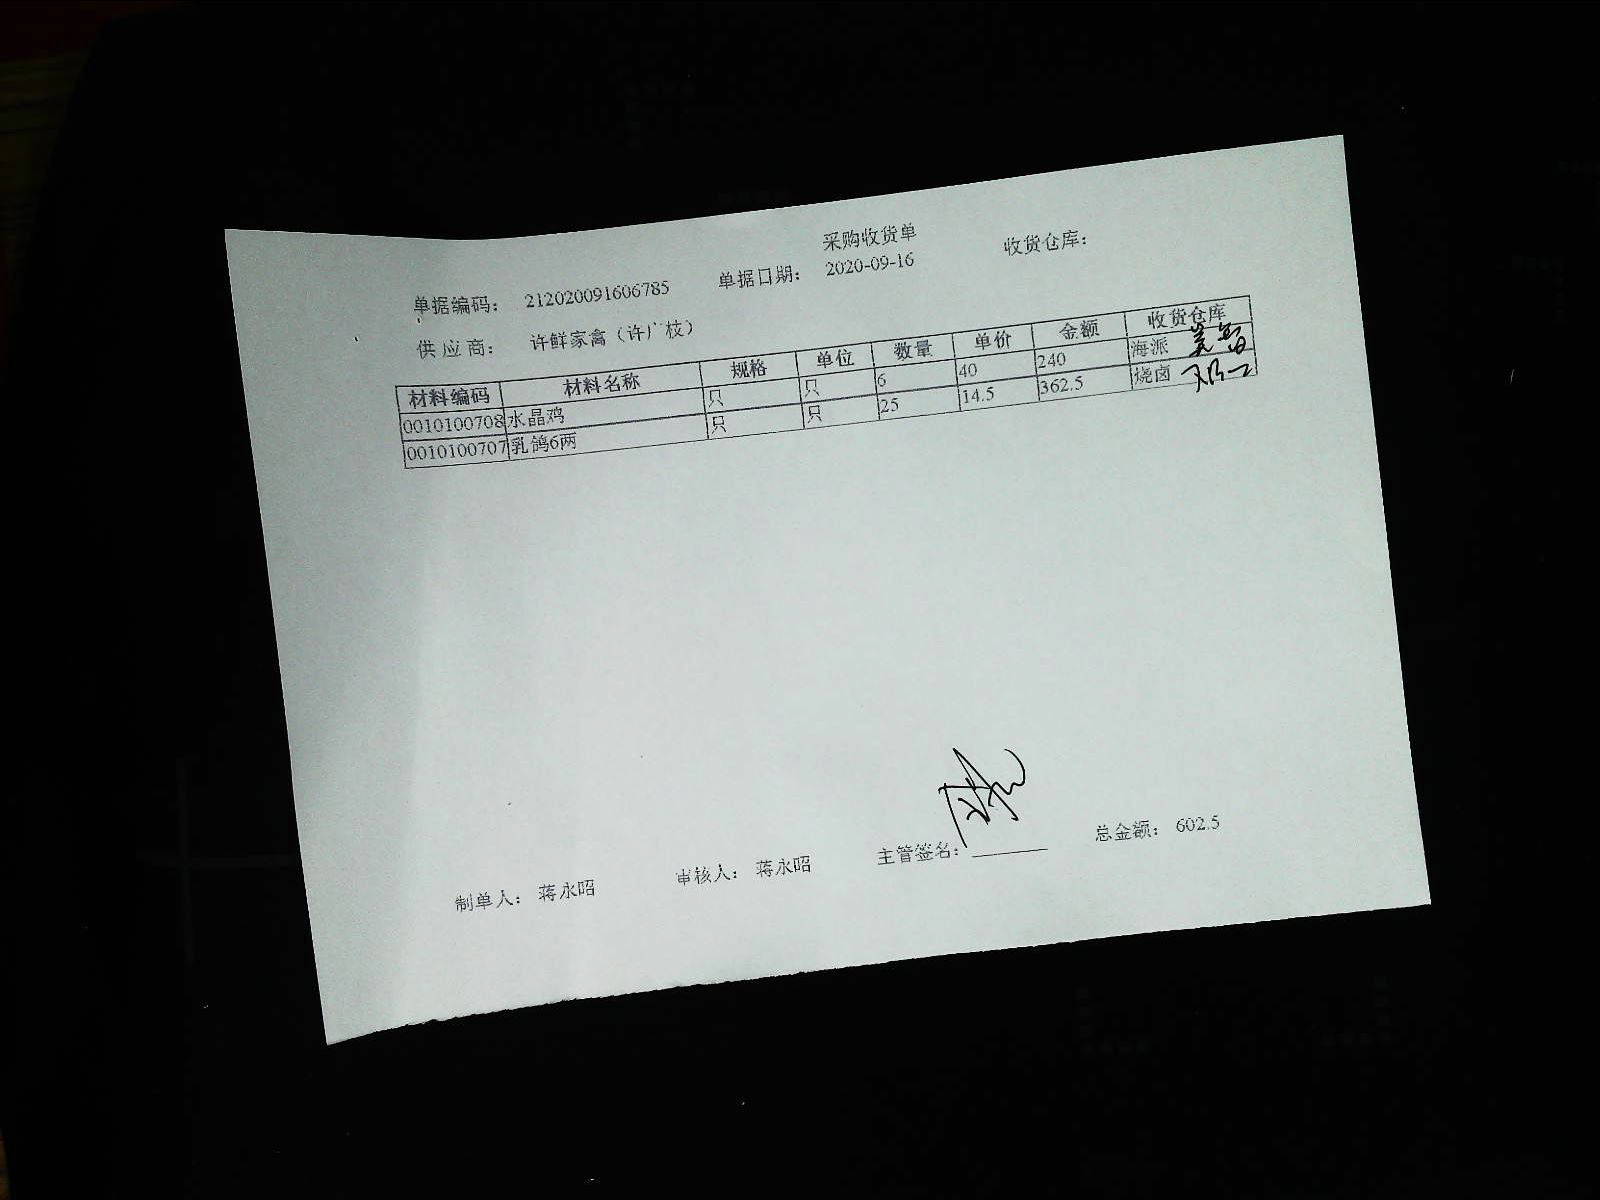 采购收货单
单据编码： 212020091606785 单据日期： 2020-09-16 收货仓库：
供应商： 许鲜家禽（许广枝）
材料编码 材料名称 规格 单位 数量 单价 金额 收货仓库
0010100708 水晶鸡 只 只 6 40 240 海派
0010100707 乳鸽6两 只 只 25 14.5 362.5 烧卤
制单人： 蒋永昭 审核人： 蒋永昭 主管签名： 总金额： 602.5